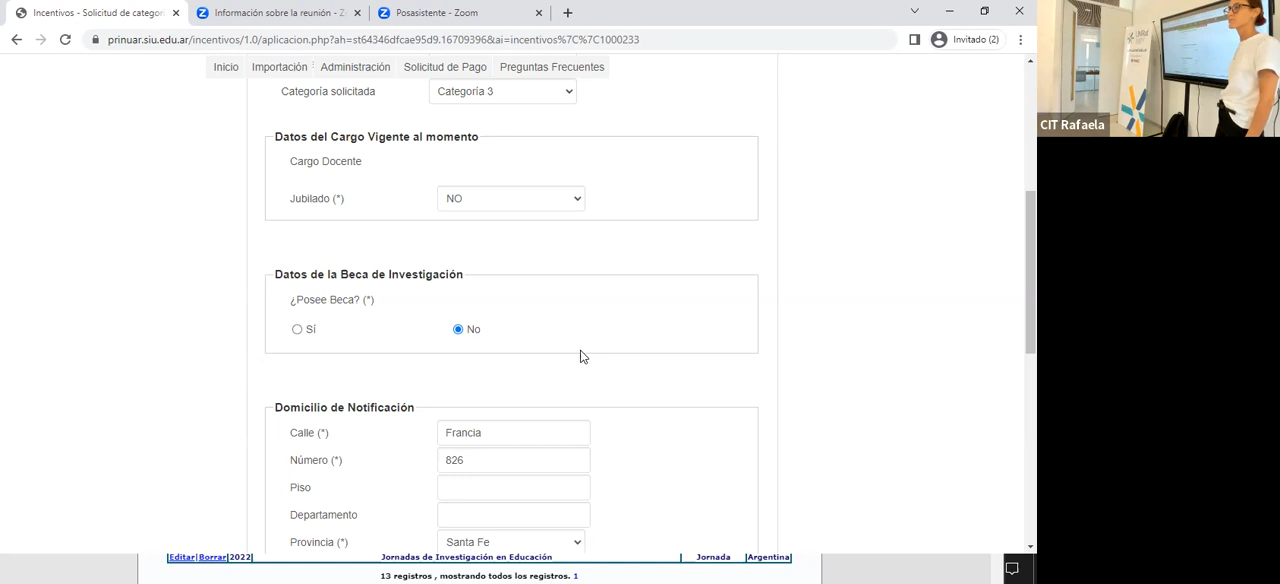 Incentivos - Solicitud de categori
Información sobre la reunión - Z
Posasistente - Zoom
prinuar.siu.edu.ar/incentivos/1.0/aplicacion.php?ah=st64346dfcae95d9.16709396&ai=incentivos%7C%7C1000233
Invitado (2)
Inicio Importación Administración Solicitud de Pago Preguntas Frecuentes
Categoría solicitada Categoría 3
Datos del Cargo Vigente al momento
Cargo Docente
Jubilado (*) NO
Datos de la Beca de Investigación
¿Posee Beca? (*)
Sí No
Domicilio de Notificación
Calle (*) Francia
Número (*) 826
Piso
Departamento
Provincia (*) Santa Fe
Editar|Borrar 2022 Jornadas de Investigación en Educación Jornada Argentina
13 registros , mostrando todos los registros. 1
CIT Rafaela